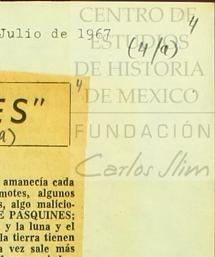 CENTRO DE
ESTUDIOS
DE HISTORIA
DE MEXICO
FUNDACIÓN
Carlos Slim
Julio de 1967
(4/a)
4
ES"
a)
amanecía cada
motes, algunos
s, algo malicio-
E PASQUINES;
y la luna y el
la tierra tienen
a vez sale más